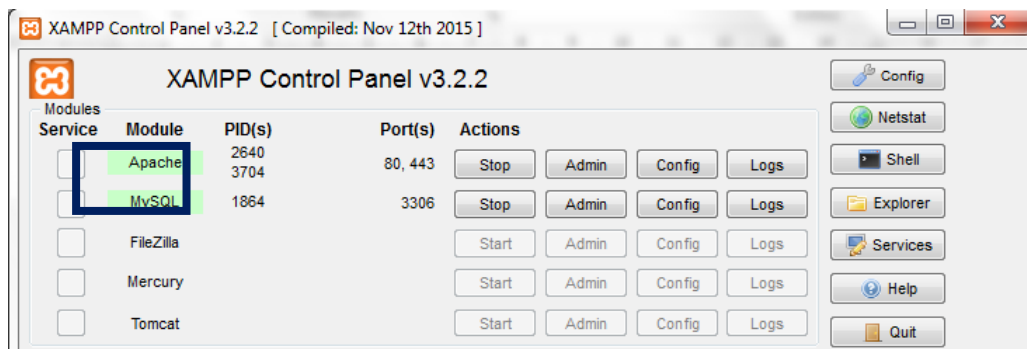 XAMPP Control Panel v3.2.2 [ Compiled: Nov 12th 2015 ]
XAMPP Control Panel v3.2.2
Config
Modules
Service Module PID(s) Port(s) Actions
Netstat
Apache 2640 3704 80, 443 Stop Admin Config Logs
Shell
MySQL 1864 3306 Stop Admin Config Logs
Explorer
FileZilla Start Admin Config Logs
Services
Mercury Start Admin Config Logs
Help
Tomcat Start Admin Config Logs
Quit